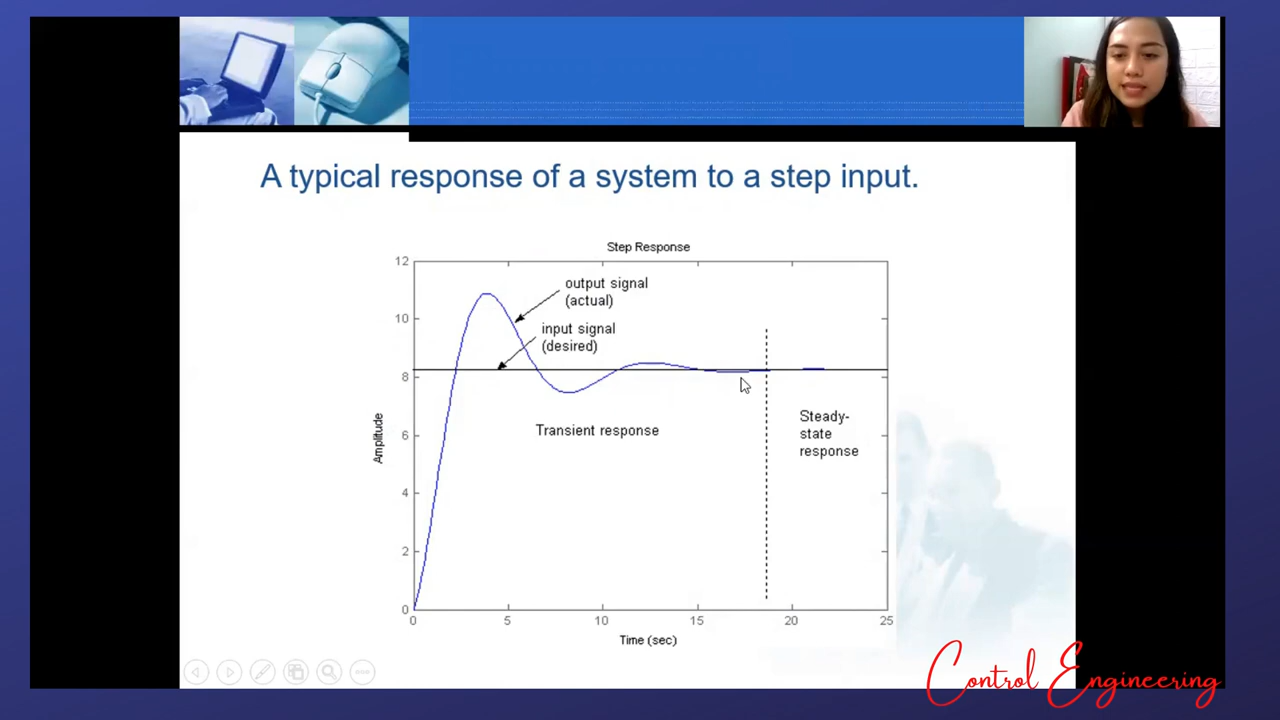 A typical response of a system to a step input.
Step Response
12
10
8
6
4
2
0
Amplitude
output signal
(actual)
input signal
(desired)
Transient response
Steady-
state
response
0
5
10
15
20
25
Time (sec)
Control Engineering